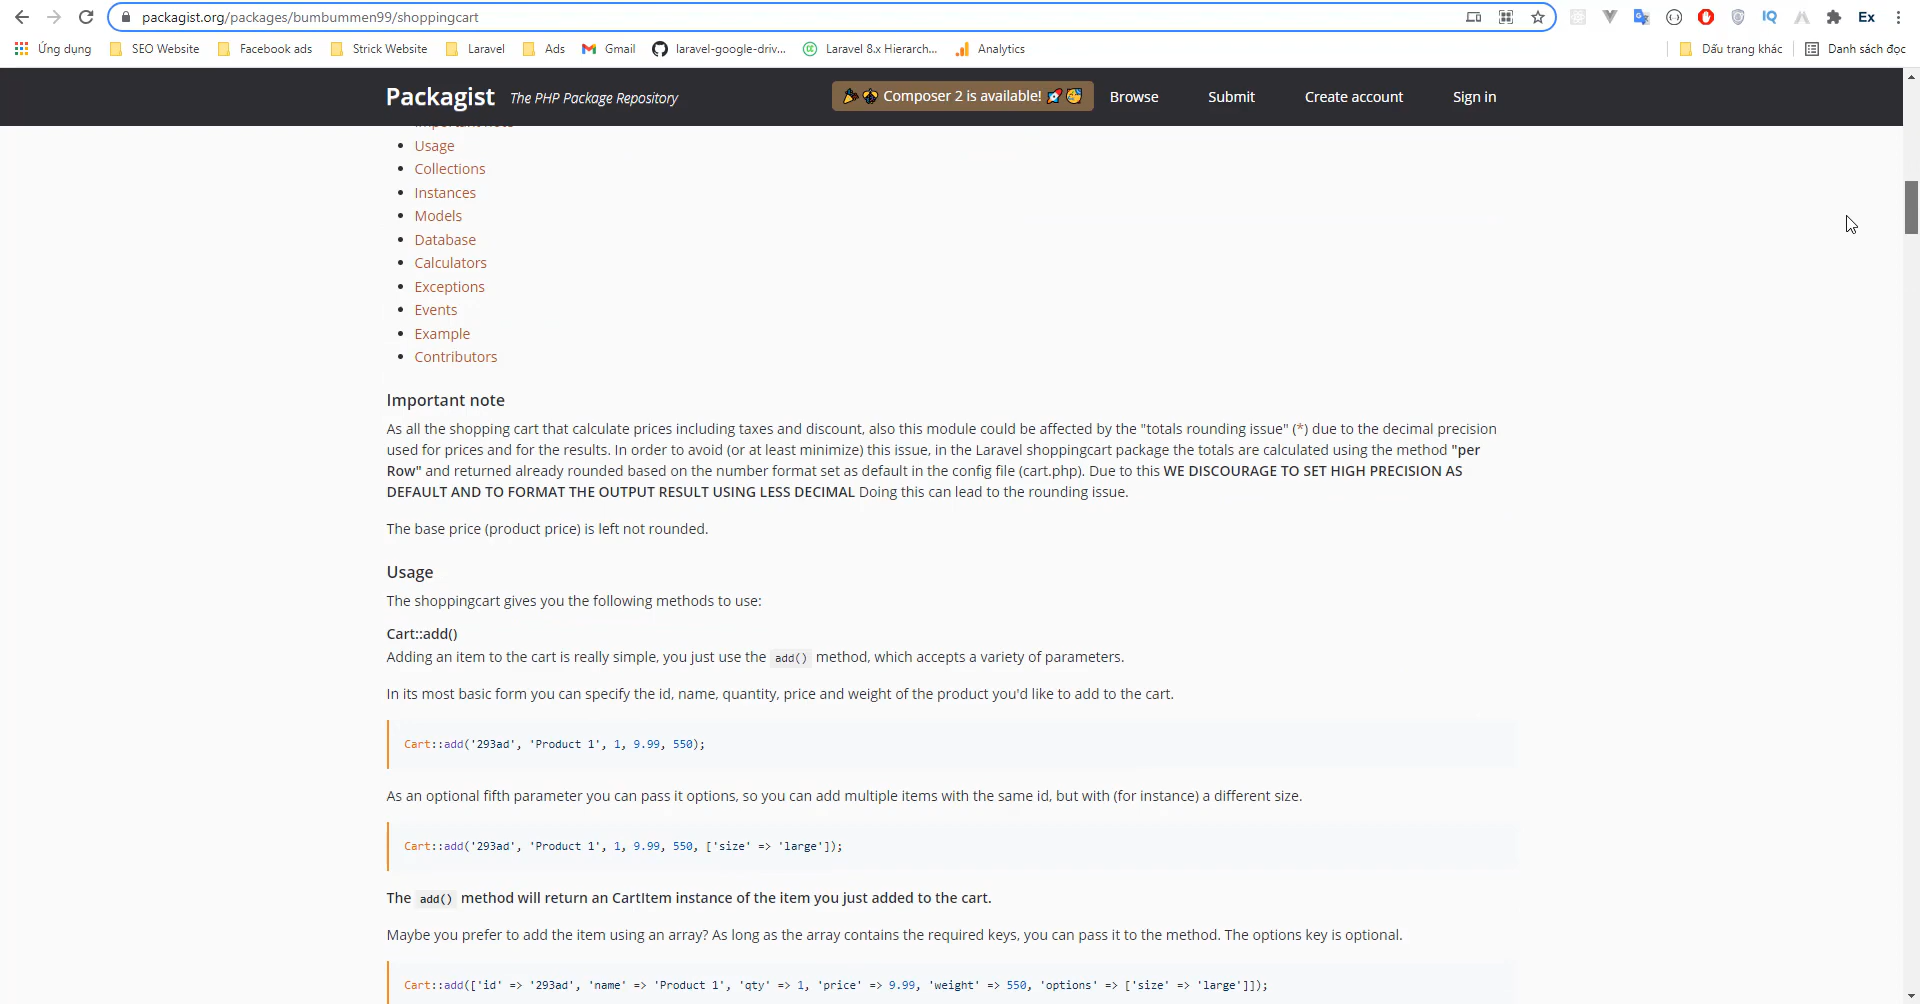 packagist.org/packages/bumbummen99/shoppingcart
Ứng dụng SEO Website Facebook ads Strick Website Laravel Ads Gmail laravel-google-driv... Laravel 8.x Hierarch... Analytics Dấu trang khác Danh sách đọc
Packagist The PHP Package Repository Composer 2 is available! Browse Submit Create account Sign in
Important note
Usage
Collections
Instances
Models
Database
Calculators
Exceptions
Events
Example
Contributors
Important note
As all the shopping cart that calculate prices including taxes and discount, also this module could be affected by the "totals rounding issue" (*) due to the decimal precision
used for prices and for the results. In order to avoid (or at least minimize) this issue, in the Laravel shoppingcart package the totals are calculated using the method "per
Row" and returned already rounded based on the number format set as default in the config file (cart.php). Due to this WE DISCOURAGE TO SET HIGH PRECISION AS
DEFAULT AND TO FORMAT THE OUTPUT RESULT USING LESS DECIMAL Doing this can lead to the rounding issue.
The base price (product price) is left not rounded.
Usage
The shoppingcart gives you the following methods to use:
Cart::add()
Adding an item to the cart is really simple, you just use the add() method, which accepts a variety of parameters.
In its most basic form you can specify the id, name, quantity, price and weight of the product you'd like to add to the cart.
Cart::add('293ad', 'Product 1', 1, 9.99, 550);
As an optional fifth parameter you can pass it options, so you can add multiple items with the same id, but with (for instance) a different size.
Cart::add('293ad', 'Product 1', 1, 9.99, 550, ['size' => 'large']);
The add() method will return an CartItem instance of the item you just added to the cart.
Maybe you prefer to add the item using an array? As long as the array contains the required keys, you can pass it to the method. The options key is optional.
Cart::add(['id' => '293ad', 'name' => 'Product 1', 'qty' => 1, 'price' => 9.99, 'weight' => 550, 'options' => ['size' => 'large']]);